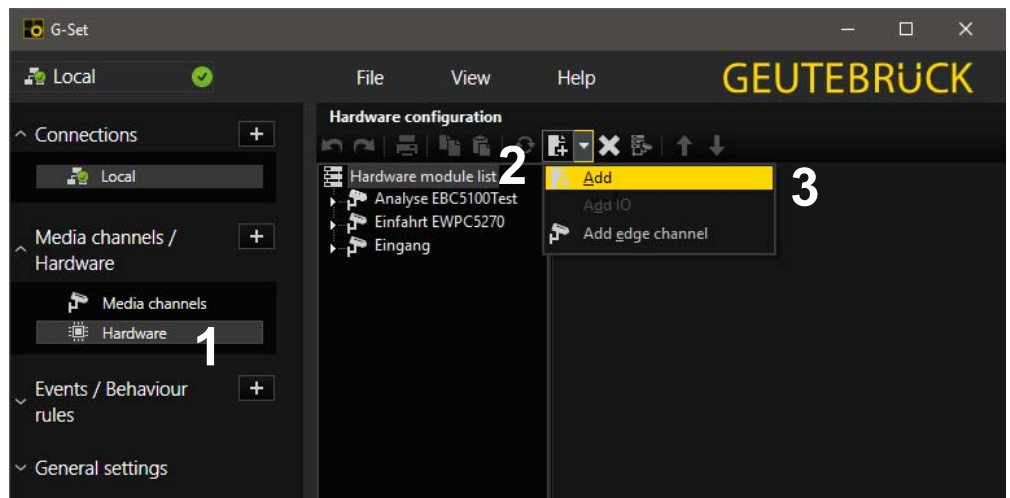 G-Set
Local
File View Help
GEUTEBRÜCK
Connections
Local
Media channels /
Hardware
Media channels
Hardware
1
Events / Behaviour
rules
General settings
Hardware configuration
2
Hardware module list
Analyse EBC5100Test
Einfahrt EWPC5270
Eingang
Add
Add IO
Add edge channel
3